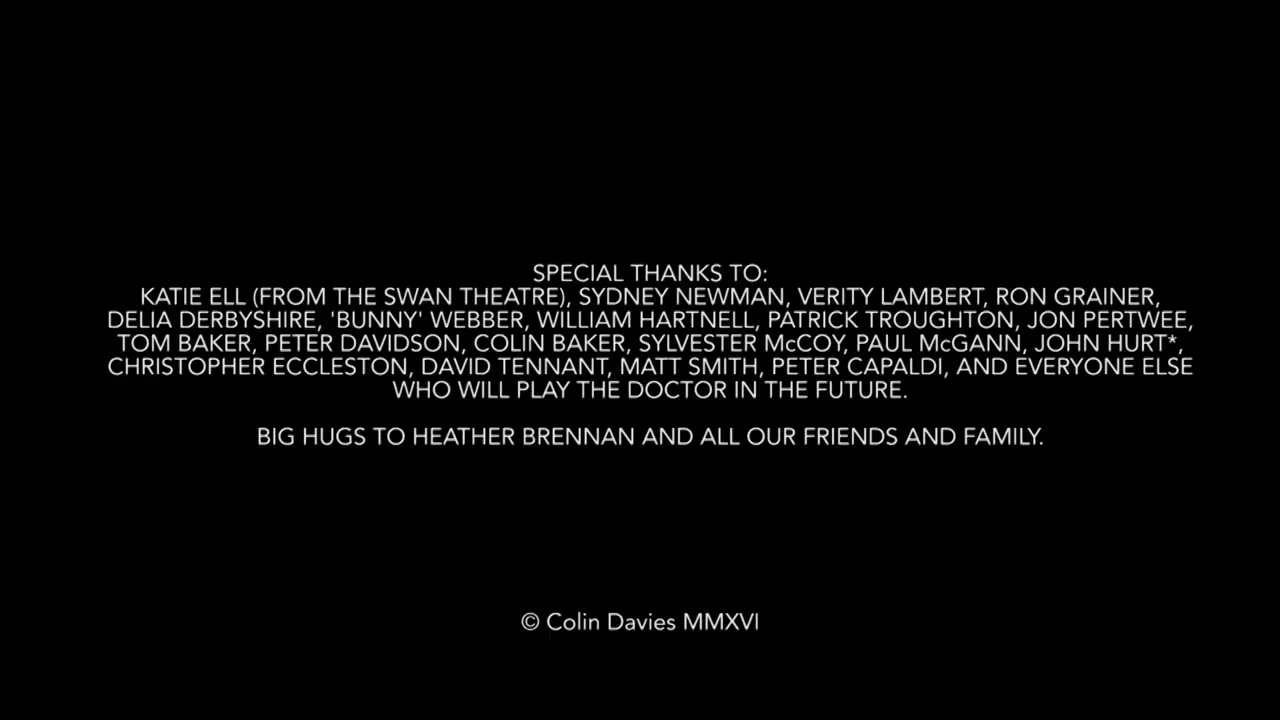 SPECIAL THANKS TO:
KATIE ELL (FROM THE SWAN THEATRE), SYDNEY NEWMAN, VERITY LAMBERT, RON GRAINER,
DELIA DERBYSHIRE, 'BUNNY' WEBBER, WILLIAM HARTNELL, PATRICK TROUGHTON, JON PERTWEE,
TOM BAKER, PETER DAVIDSON, COLIN BAKER, SYLVESTER McCOY, PAUL McGANN, JOHN HURT*,
CHRISTOPHER ECCLESTON, DAVID TENNANT, MATT SMITH, PETER CAPALDI, AND EVERYONE ELSE
WHO WILL PLAY THE DOCTOR IN THE FUTURE.
BIG HUGS TO HEATHER BRENNAN AND ALL OUR FRIENDS AND FAMILY.
© Colin Davies MMXVI